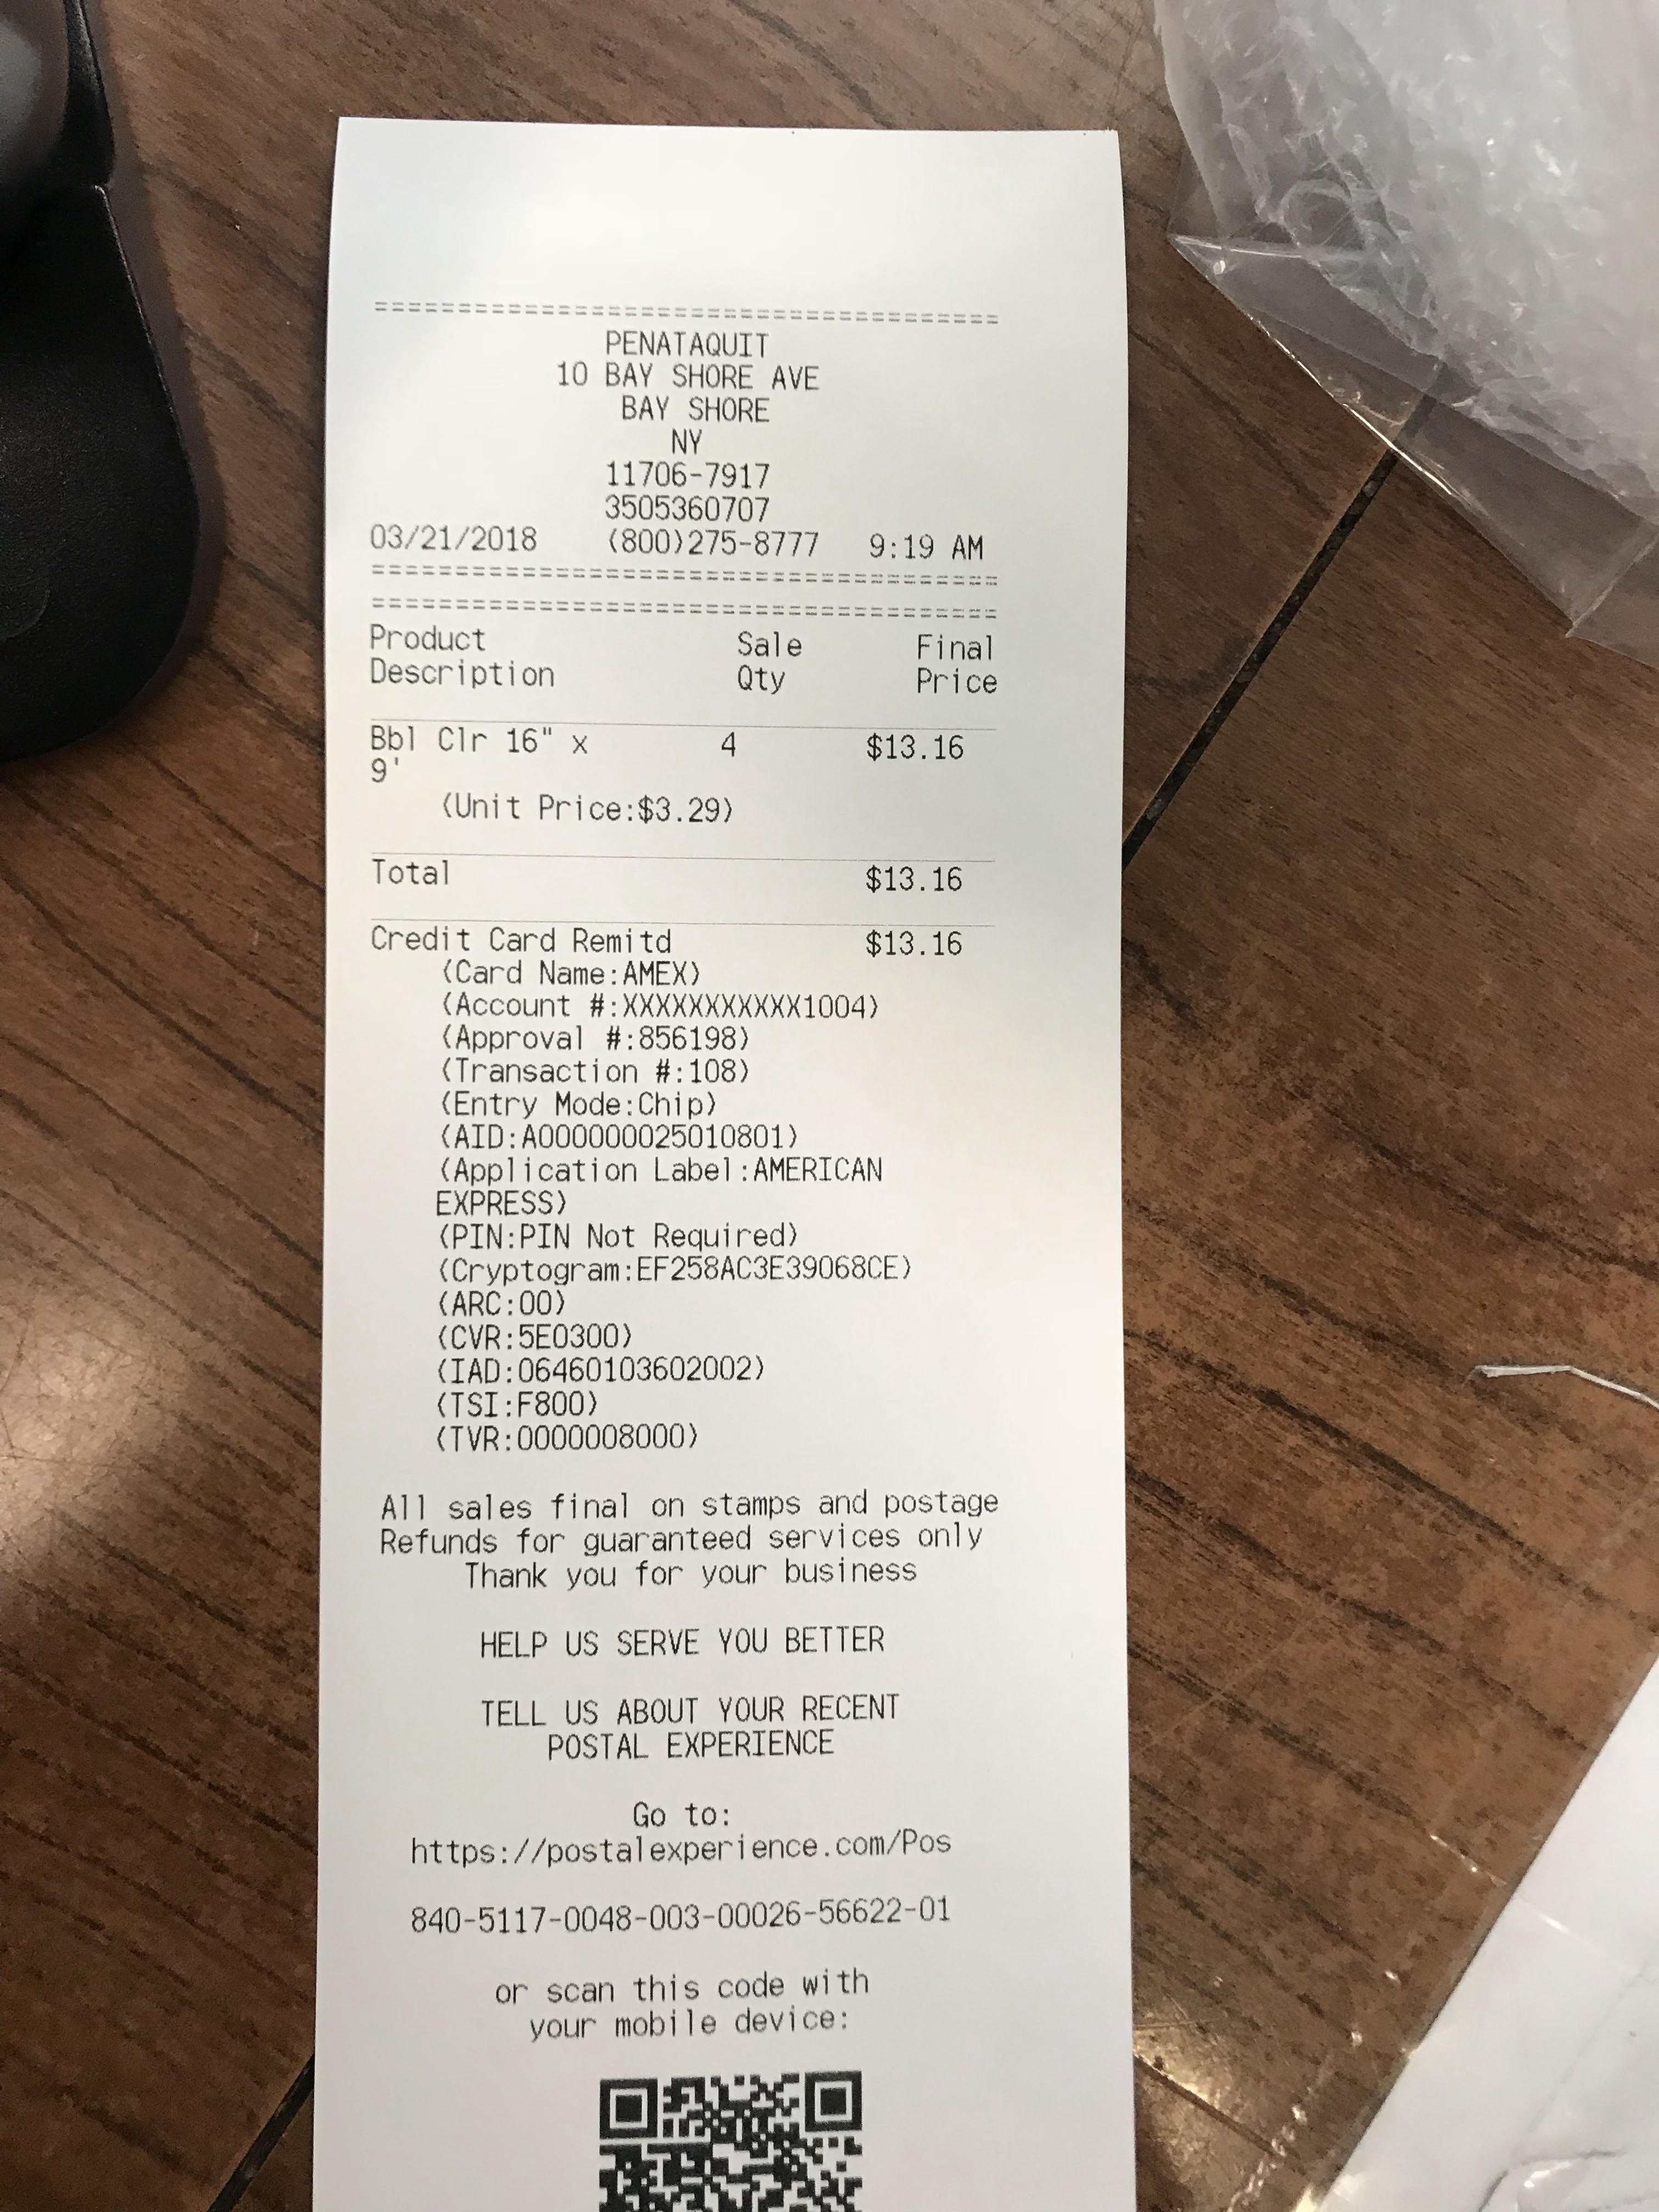 ======================================
PENATAQUIT
10 BAY SHORE AVE
BAY SHORE
NY
11706-7917
3505360707
03/21/2018 (800)275-8777 9:19 AM
======================================
======================================
Product Sale Final
Description Qty Price
Bbl Clr 16" x 4 $13.16
9'
(Unit Price:$3.29)
Total $13.16
Credit Card Remitd $13.16
(Card Name:AMEX)
(Account #:XXXXXXXXXXX1004)
(Approval #:856198)
(Transaction #:108)
(Entry Mode:Chip)
(AID:A000000025010801)
(Application Label:AMERICAN
EXPRESS)
(PIN:PIN Not Required)
(Cryptogram:EF258AC3E39068CE)
(ARC:00)
(CVR:5E0300)
(IAD:06460103602002)
(TSI:F800)
(TVR:0000008000)
All sales final on stamps and postage
Refunds for guaranteed services only
Thank you for your business
HELP US SERVE YOU BETTER
TELL US ABOUT YOUR RECENT
POSTAL EXPERIENCE
Go to:
https://postalexperience.com/Pos
840-5117-0048-003-00026-56622-01
or scan this code with
your mobile device: